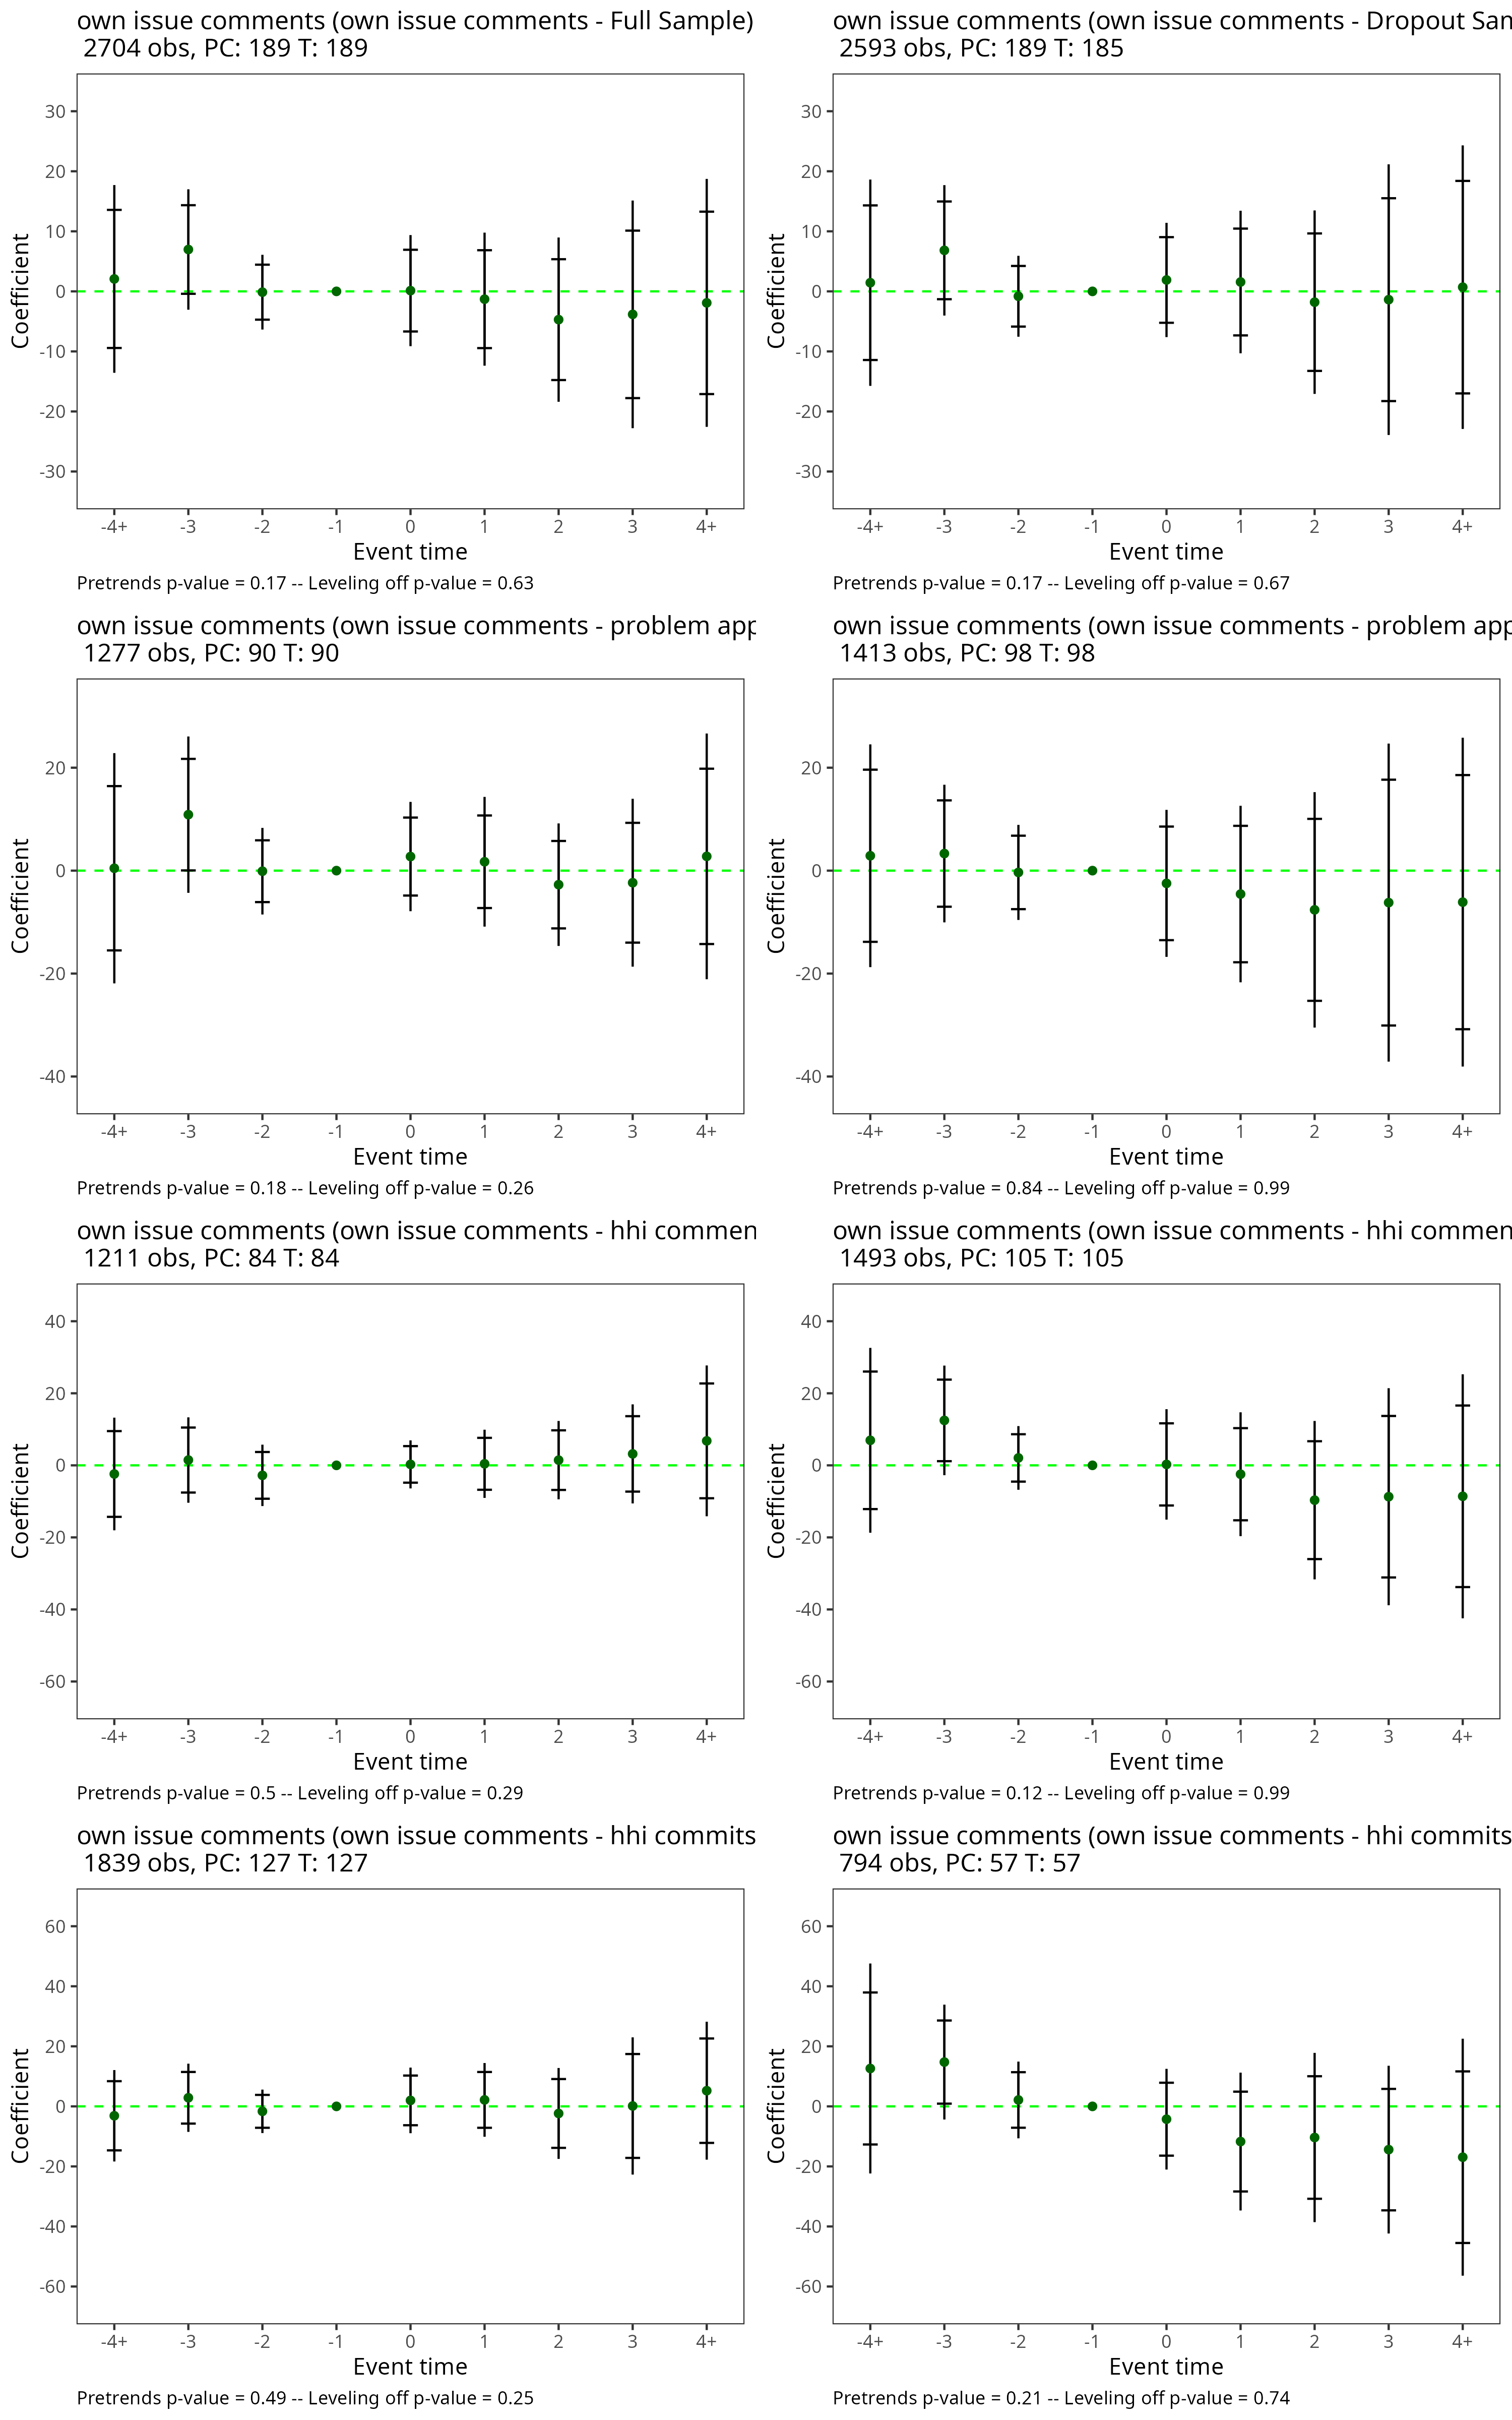 own issue comments (own issue comments - Full Sample)
2704 obs, PC: 189 T: 189
30
20
10
0
-10
-20
-30
Coefficient
-4+ -3 -2 -1 0 1 2 3 4+
Event time
Pretrends p-value = 0.17 -- Leveling off p-value = 0.63
own issue comments (own issue comments - Dropout San
2593 obs, PC: 189 T: 185
30
20
10
0
-10
-20
-30
Coefficient
-4+ -3 -2 -1 0 1 2 3 4+
Event time
Pretrends p-value = 0.17 -- Leveling off p-value = 0.67
own issue comments (own issue comments - problem app
1277 obs, PC: 90 T: 90
20
0
-20
-40
Coefficient
-4+ -3 -2 -1 0 1 2 3 4+
Event time
Pretrends p-value = 0.18 -- Leveling off p-value = 0.26
own issue comments (own issue comments - problem app
1413 obs, PC: 98 T: 98
20
0
-20
-40
Coefficient
-4+ -3 -2 -1 0 1 2 3 4+
Event time
Pretrends p-value = 0.84 -- Leveling off p-value = 0.99
own issue comments (own issue comments - hhi commen
1211 obs, PC: 84 T: 84
40
20
0
-20
-40
-60
Coefficient
-4+ -3 -2 -1 0 1 2 3 4+
Event time
Pretrends p-value = 0.5 -- Leveling off p-value = 0.29
own issue comments (own issue comments - hhi commen
1493 obs, PC: 105 T: 105
40
20
0
-20
-40
-60
Coefficient
-4+ -3 -2 -1 0 1 2 3 4+
Event time
Pretrends p-value = 0.12 -- Leveling off p-value = 0.99
own issue comments (own issue comments - hhi commits
1839 obs, PC: 127 T: 127
60
40
20
0
-20
-40
-60
Coefficient
-4+ -3 -2 -1 0 1 2 3 4+
Event time
Pretrends p-value = 0.49 -- Leveling off p-value = 0.25
own issue comments (own issue comments - hhi commits
794 obs, PC: 57 T: 57
60
40
20
0
-20
-40
-60
Coefficient
-4+ -3 -2 -1 0 1 2 3 4+
Event time
Pretrends p-value = 0.21 -- Leveling off p-value = 0.74